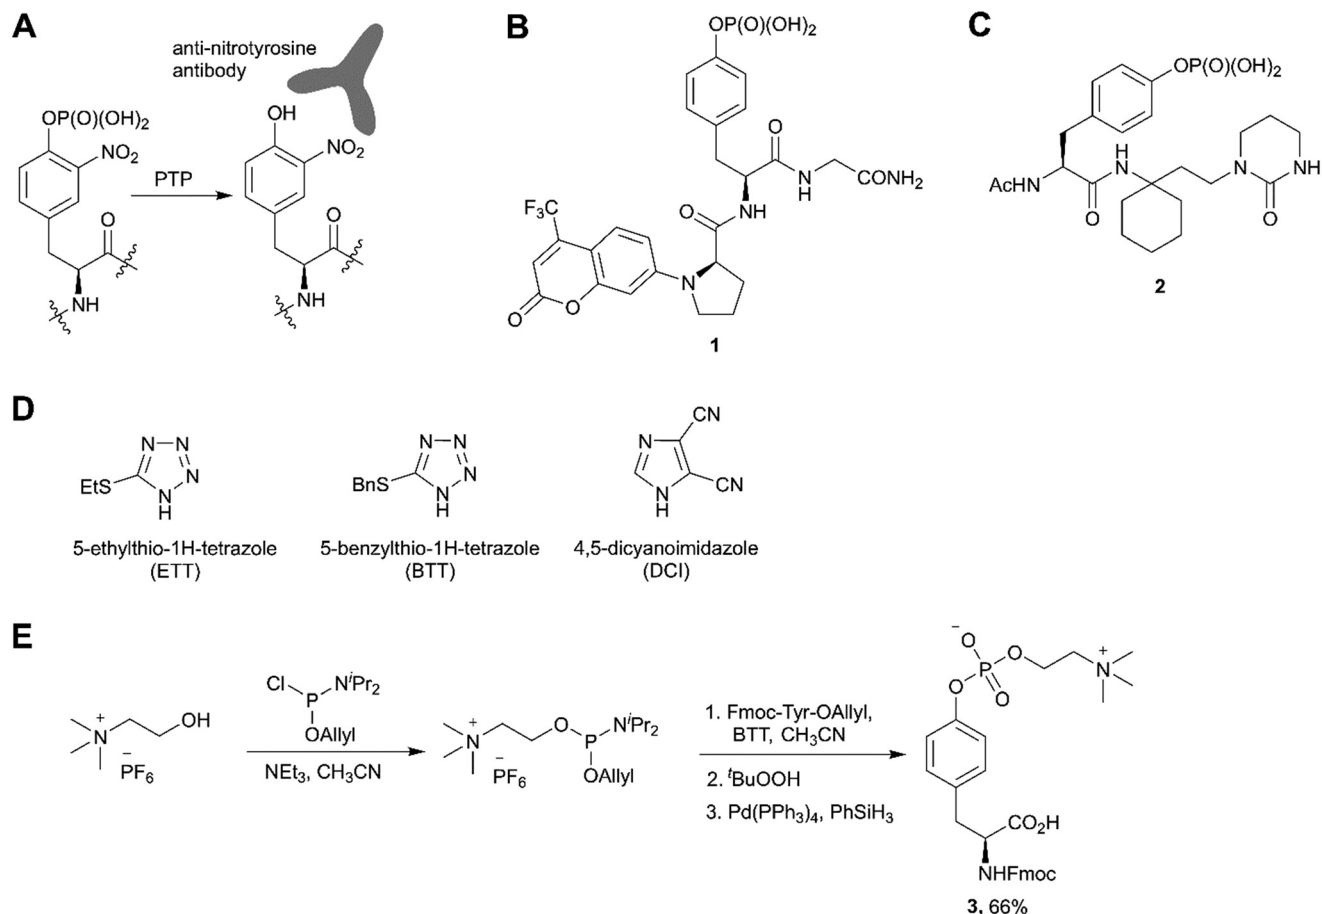 A
anti-nitrotyrosine
antibody
OP(O)(OH)2
NO2
O
NH
PTP
OH
NO2
O
NH
B
OP(O)(OH)2
O
N
H
CONH2
O
NH
F3C
N
O
O
1
C
OP(O)(OH)2
AcHN
H
N
O
N
NH
O
2
D
N
N
N
N
H
EtS
5-ethylthio-1H-tetrazole
(ETT)
N
N
N
N
H
BnS
5-benzylthio-1H-tetrazole
(BTT)
CN
N
CN
N
H
4,5-dicyanoimidazole
(DCI)
E
N+
OH
−PF6
Cl
P
NiPr2
OAllyl
NEt3, CH3CN
N+
−PF6
O
P
NiPr2
OAllyl
1. Fmoc-Tyr-OAllyl,
BTT, CH3CN
2. tBuOOH
3. Pd(PPh3)4, PhSiH3
−O
O
P
O
O
N+
CO2H
NHFmoc
3, 66%